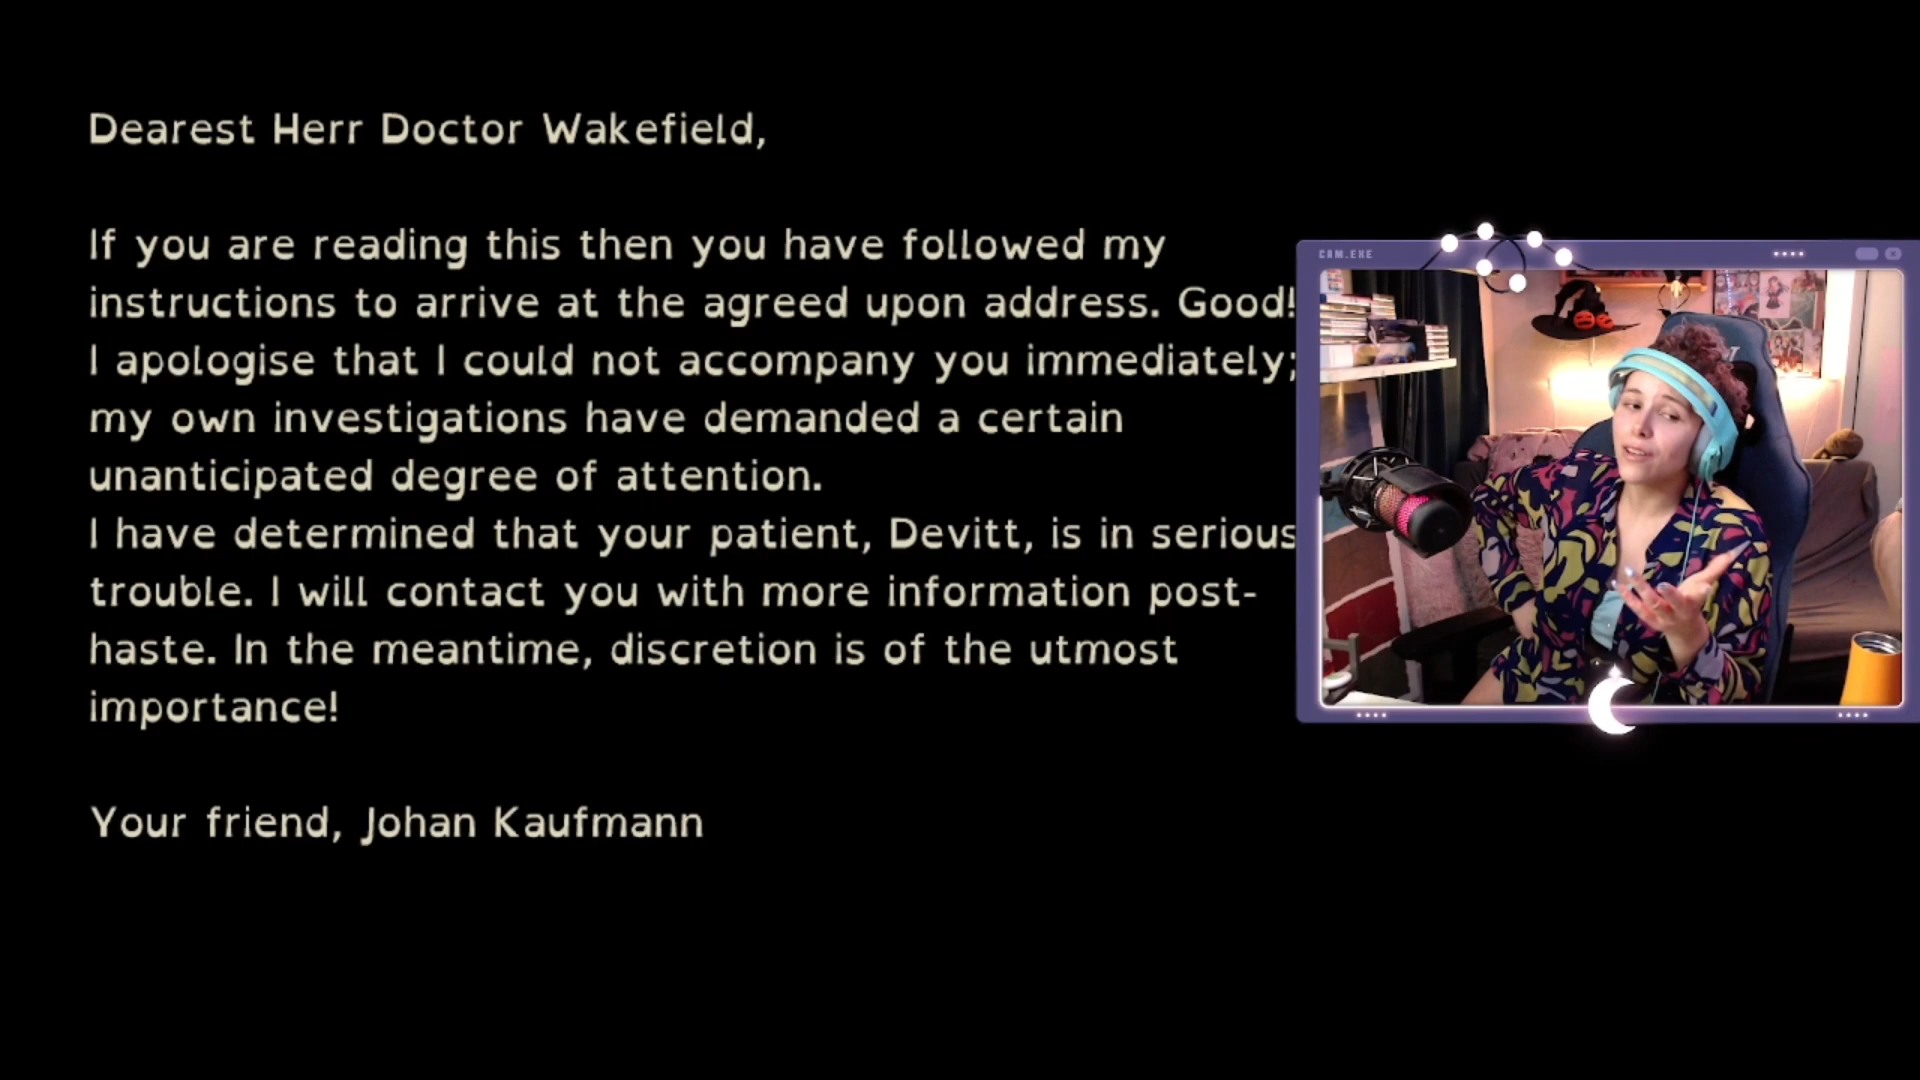 Dearest Herr Doctor Wakefield,
If you are reading this then you have followed my
instructions to arrive at the agreed upon address. Good!
I apologise that I could not accompany you immediately;
my own investigations have demanded a certain
unanticipated degree of attention.
I have determined that your patient, Devitt, is in serious
trouble. I will contact you with more information post-
haste. In the meantime, discretion is of the utmost
importance!
Your friend, Johan Kaufmann
CAM.EXE